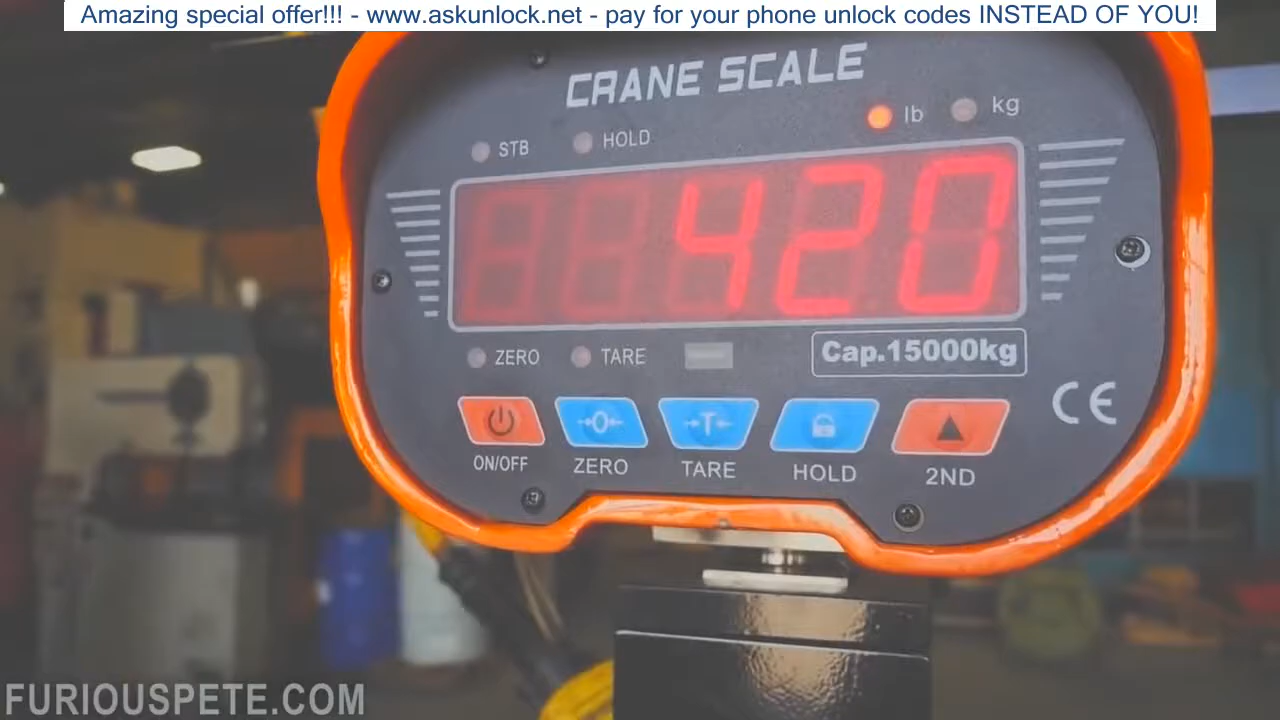 Amazing special offer!!! - www.askunlock.net - pay for your phone unlock codes INSTEAD OF YOU!
CRANE SCALE
lb kg
STB HOLD
420
ZERO TARE
Cap.15000kg
CE
0 T
ON/OFF ZERO TARE HOLD 2ND
FURIOUSPETE.COM